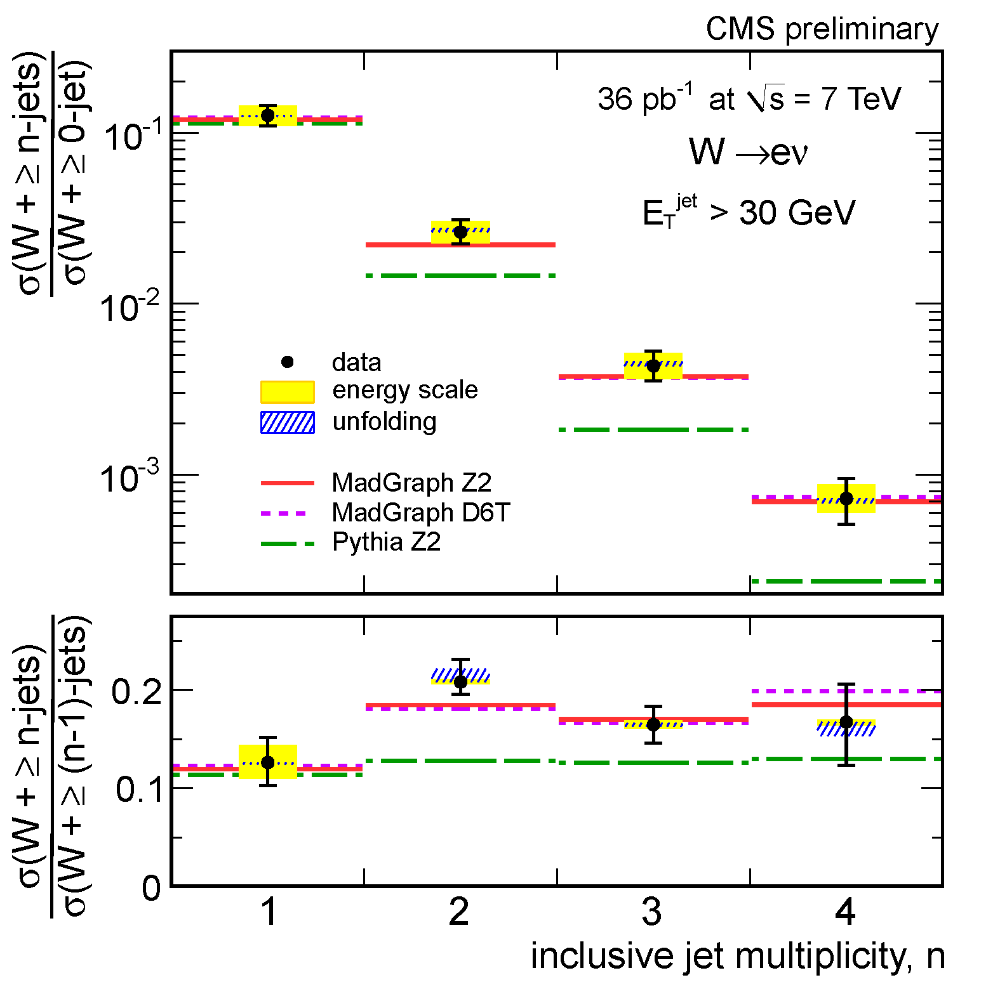 CMS preliminary
σ(W + ≥ n-jets)
σ(W + ≥ 0-jet)
36 pb⁻¹ at √s = 7 TeV
W →eν
E_T^jet > 30 GeV
10⁻¹
10⁻²
10⁻³
data
energy scale
unfolding
MadGraph Z2
MadGraph D6T
Pythia Z2
σ(W + ≥ n-jets)
σ(W + ≥ (n-1)-jets)
0.2
0.1
0
1 2 3 4
inclusive jet multiplicity, n